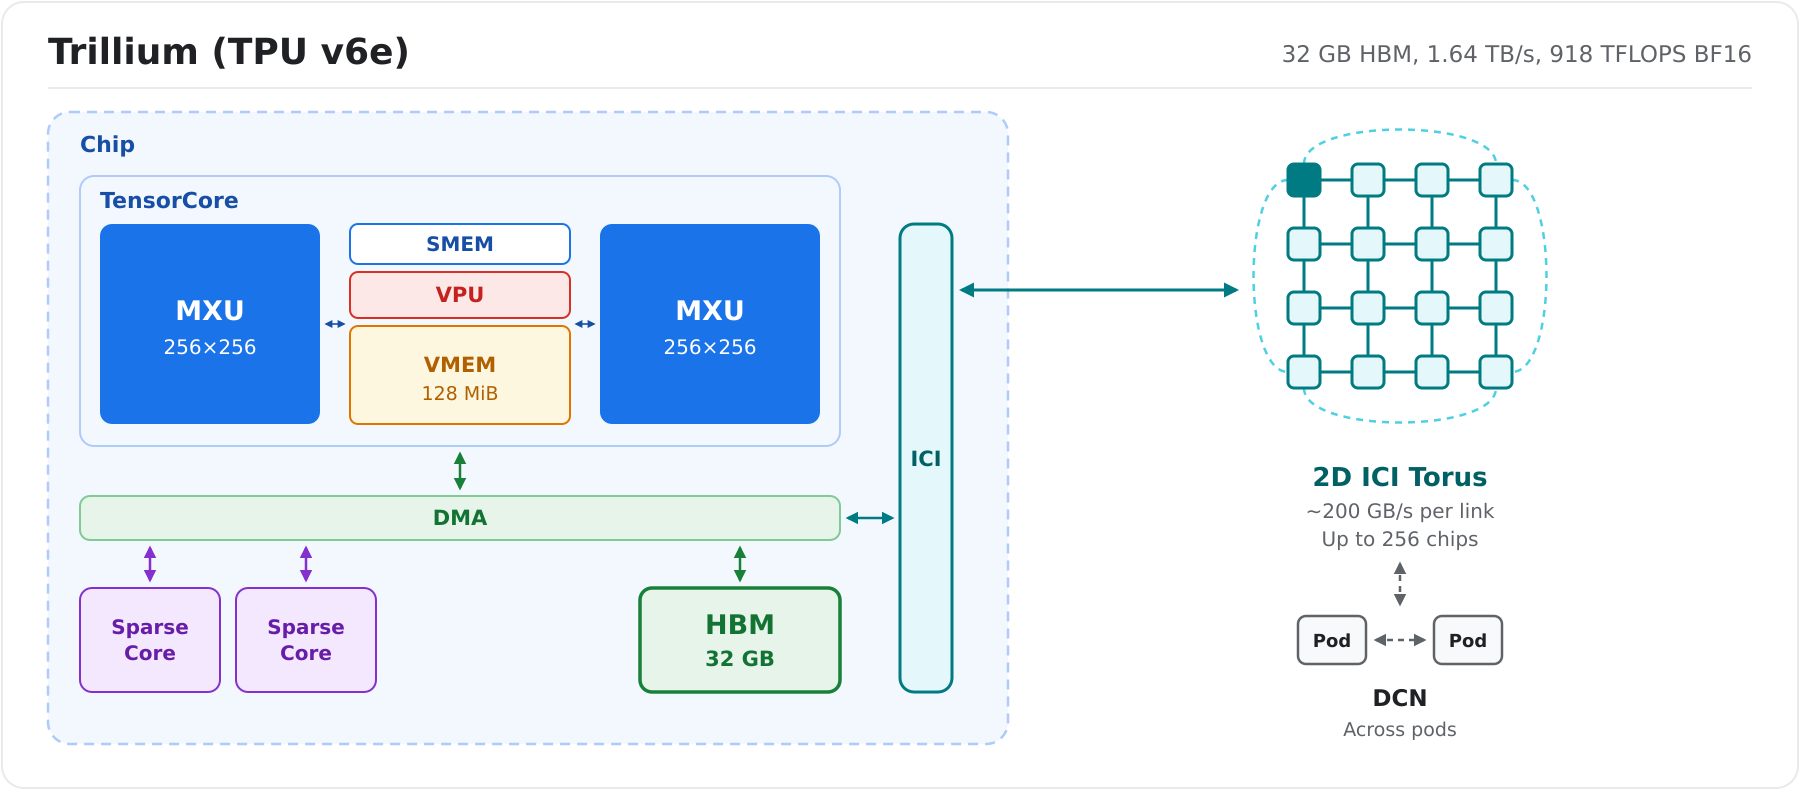 Trillium (TPU v6e)
32 GB HBM, 1.64 TB/s, 918 TFLOPS BF16
Chip
TensorCore
MXU
256×256
SMEM
VPU
VMEM
128 MiB
MXU
256×256
ICI
DMA
Sparse
Core
Sparse
Core
HBM
32 GB
2D ICI Torus
~200 GB/s per link
Up to 256 chips
Pod
Pod
DCN
Across pods